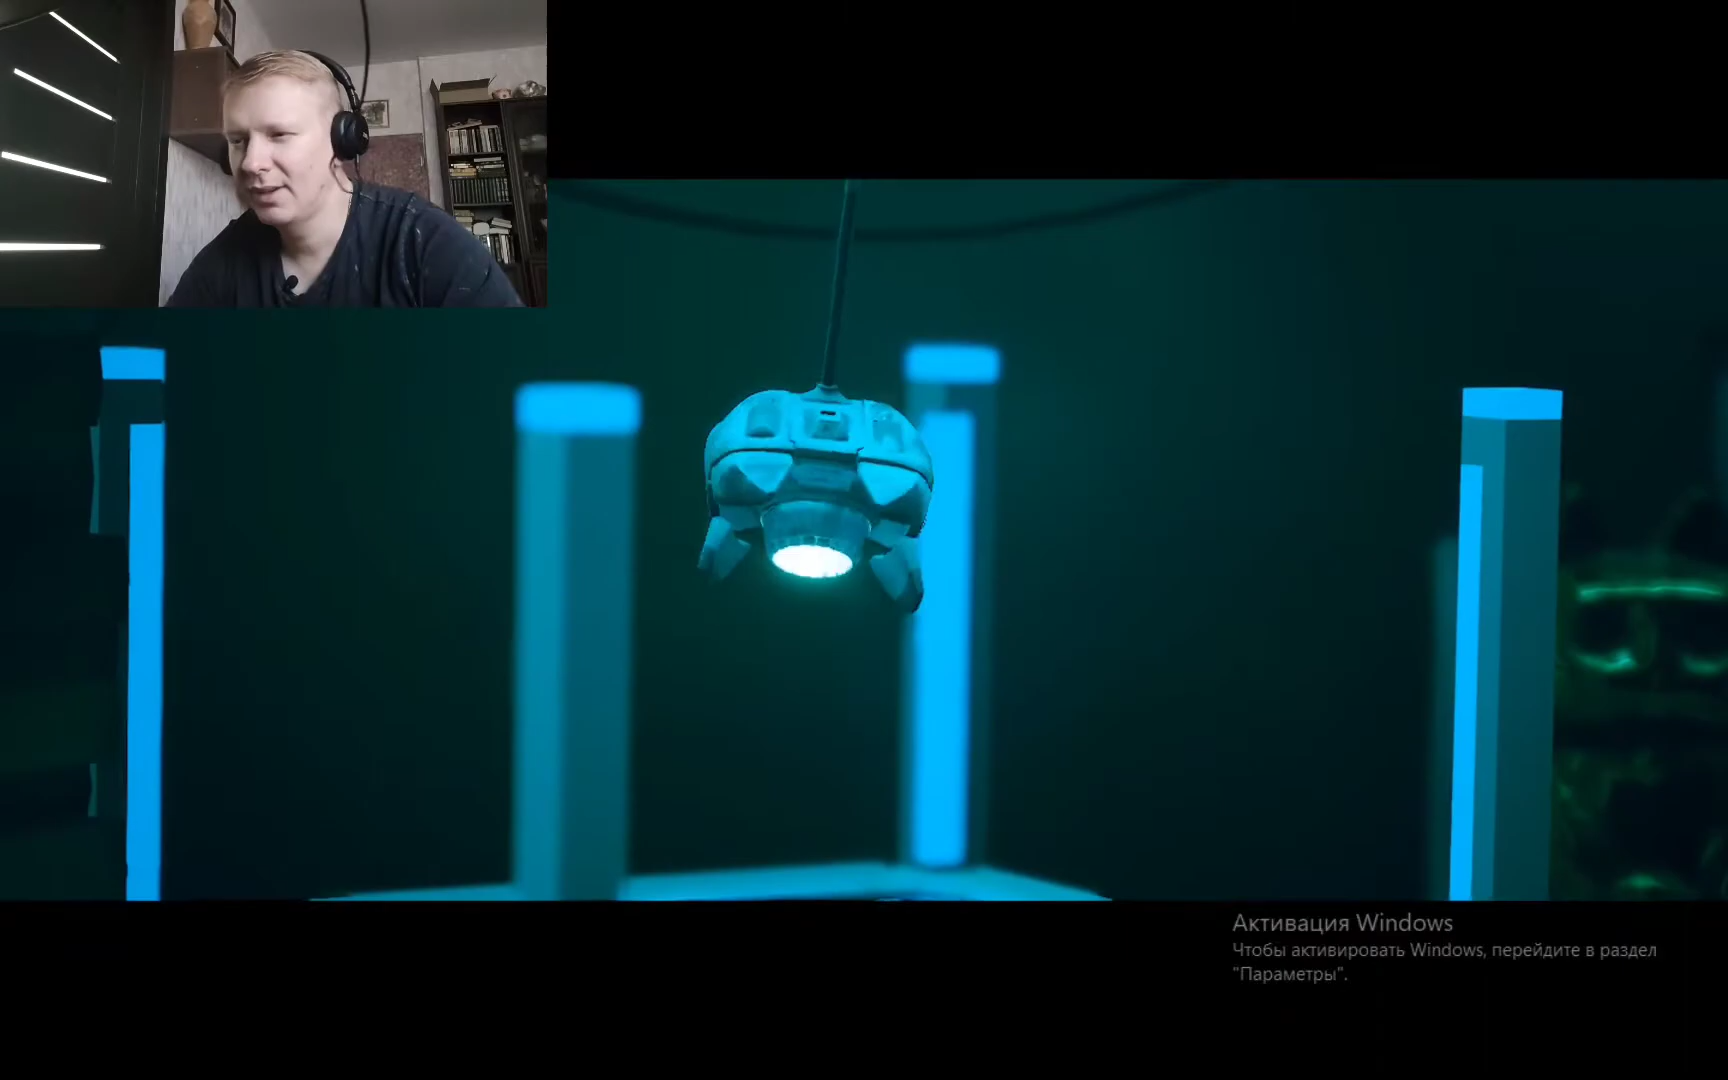 Активация Windows
Чтобы активировать Windows, перейдите в раздел
"Параметры".